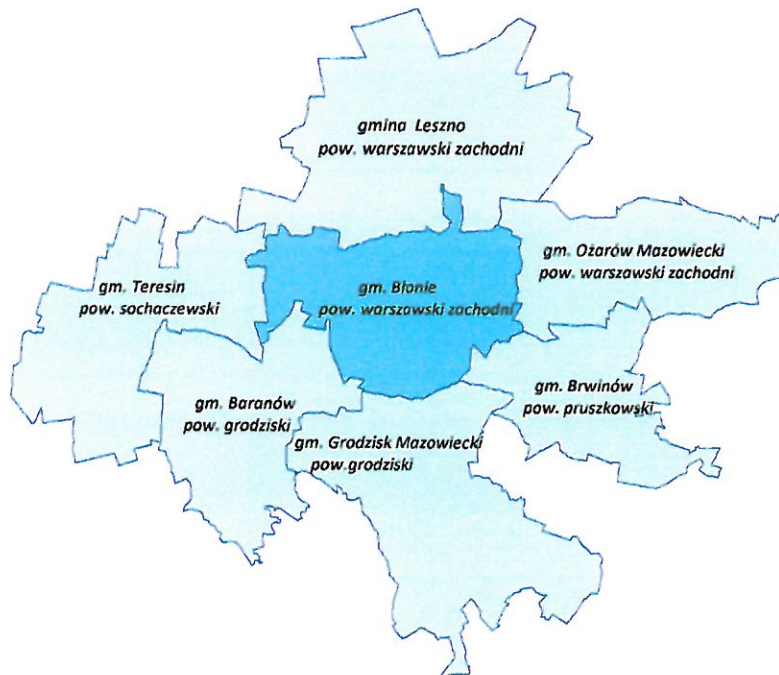 gmina Leszno
pow. warszawski zachodni
gm. Ożarów Mazowiecki
pow. warszawski zachodni
gm. Teresin
pow. sochaczewski
gm. Błonie
pow. warszawski zachodni
gm. Brwinów
pow. pruszkowski
gm. Baranów
pow. grodziski
gm. Grodzisk Mazowiecki
pow.grodziski